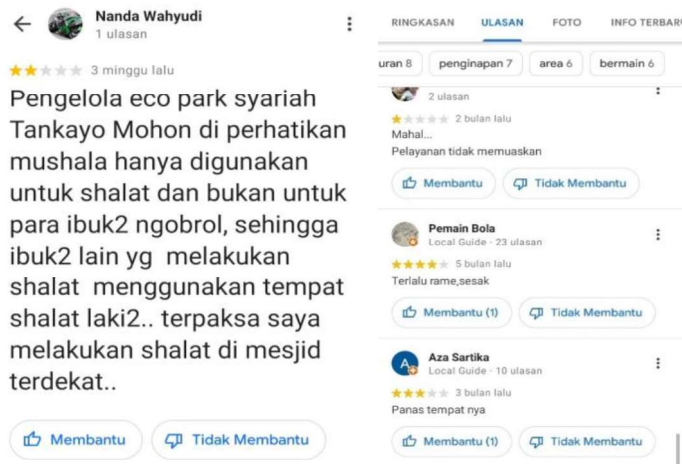 Nanda Wahyudi
1 ulasan
3 minggu lalu
Pengelola eco park syariah
Tankayo Mohon di perhatikan
mushala hanya digunakan
untuk shalat dan bukan untuk
para ibuk2 ngobrol, sehingga
ibuk2 lain yg melakukan
shalat menggunakan tempat
shalat laki2.. terpaksa saya
melakukan shalat di mesjid
terdekat..
Membantu Tidak Membantu
RINGKASAN ULASAN FOTO INFO TERBAR
uran 8 penginapan 7 area 6 bermain 6
2 ulasan
2 bulan lalu
Mahal...
Pelayanan tidak memuaskan
Membantu Tidak Membantu
Pemain Bola
Local Guide · 23 ulasan
5 bulan lalu
Terlalu rame,sesak
Membantu (1) Tidak Membantu
A
Aza Sartika
Local Guide · 10 ulasan
3 bulan lalu
Panas tempat nya
Membantu (1) Tidak Membantu